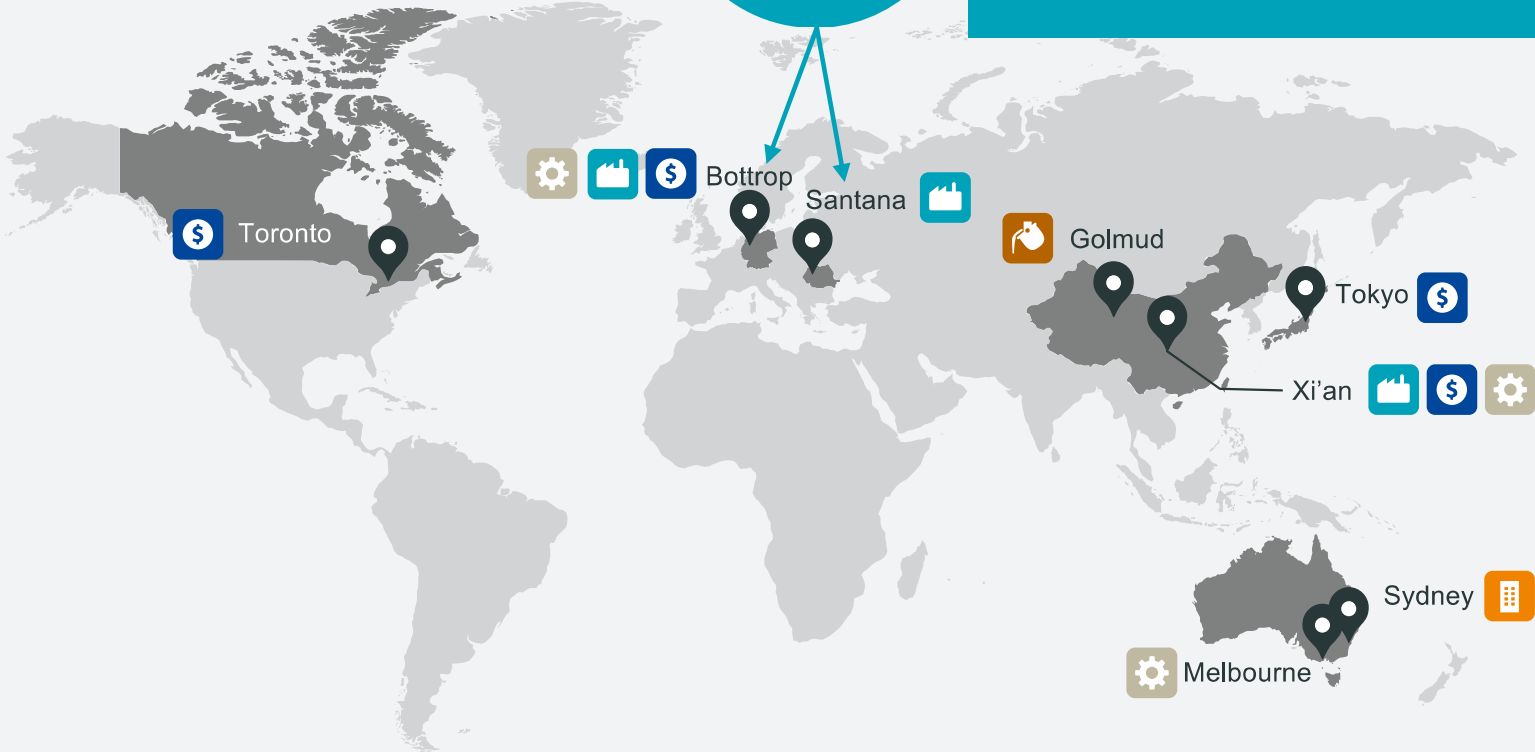 Bottrop
Santana
Toronto
Golmud
Tokyo
Xi’an
Sydney
Melbourne